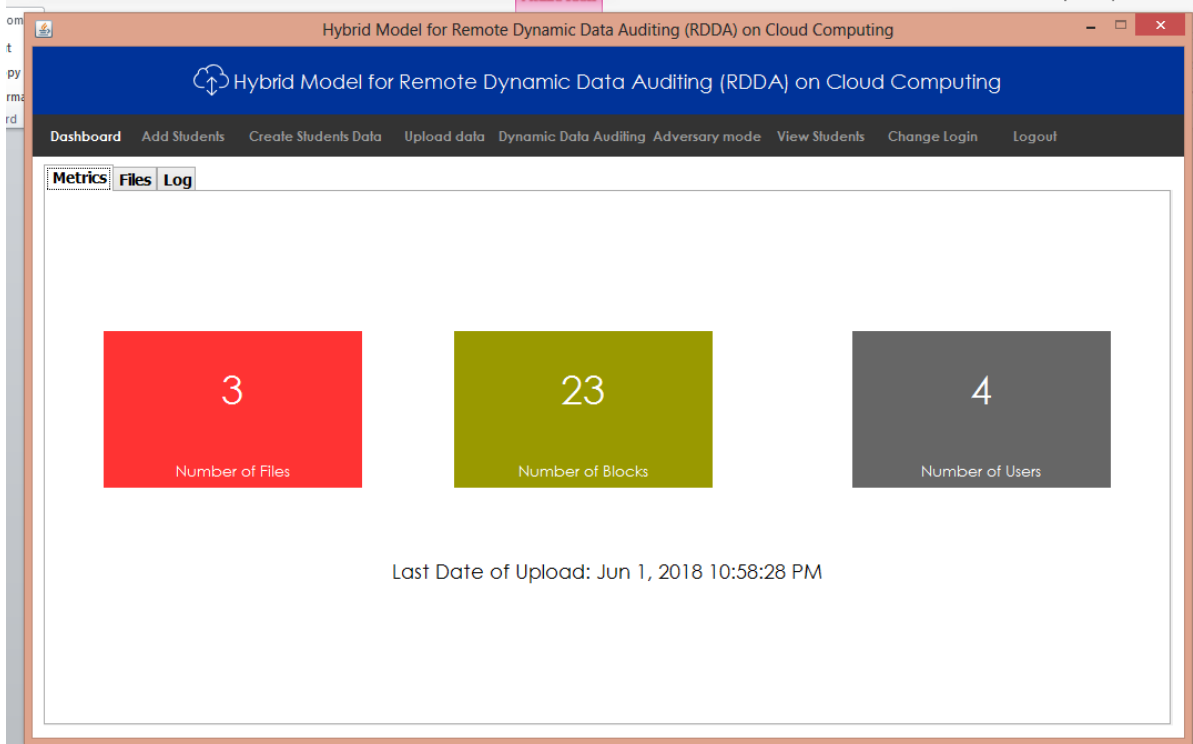 om
Hybrid Model for Remote Dynamic Data Auditing (RDDA) on Cloud Computing
Hybrid Model for Remote Dynamic Data Auditing (RDDA) on Cloud Computing
Dashboard Add Students Create Students Data Upload data Dynamic Data Auditing Adversary mode View Students Change Login Logout
Metrics Files Log
3 23 4
Number of Files Number of Blocks Number of Users
Last Date of Upload: Jun 1, 2018 10:58:28 PM